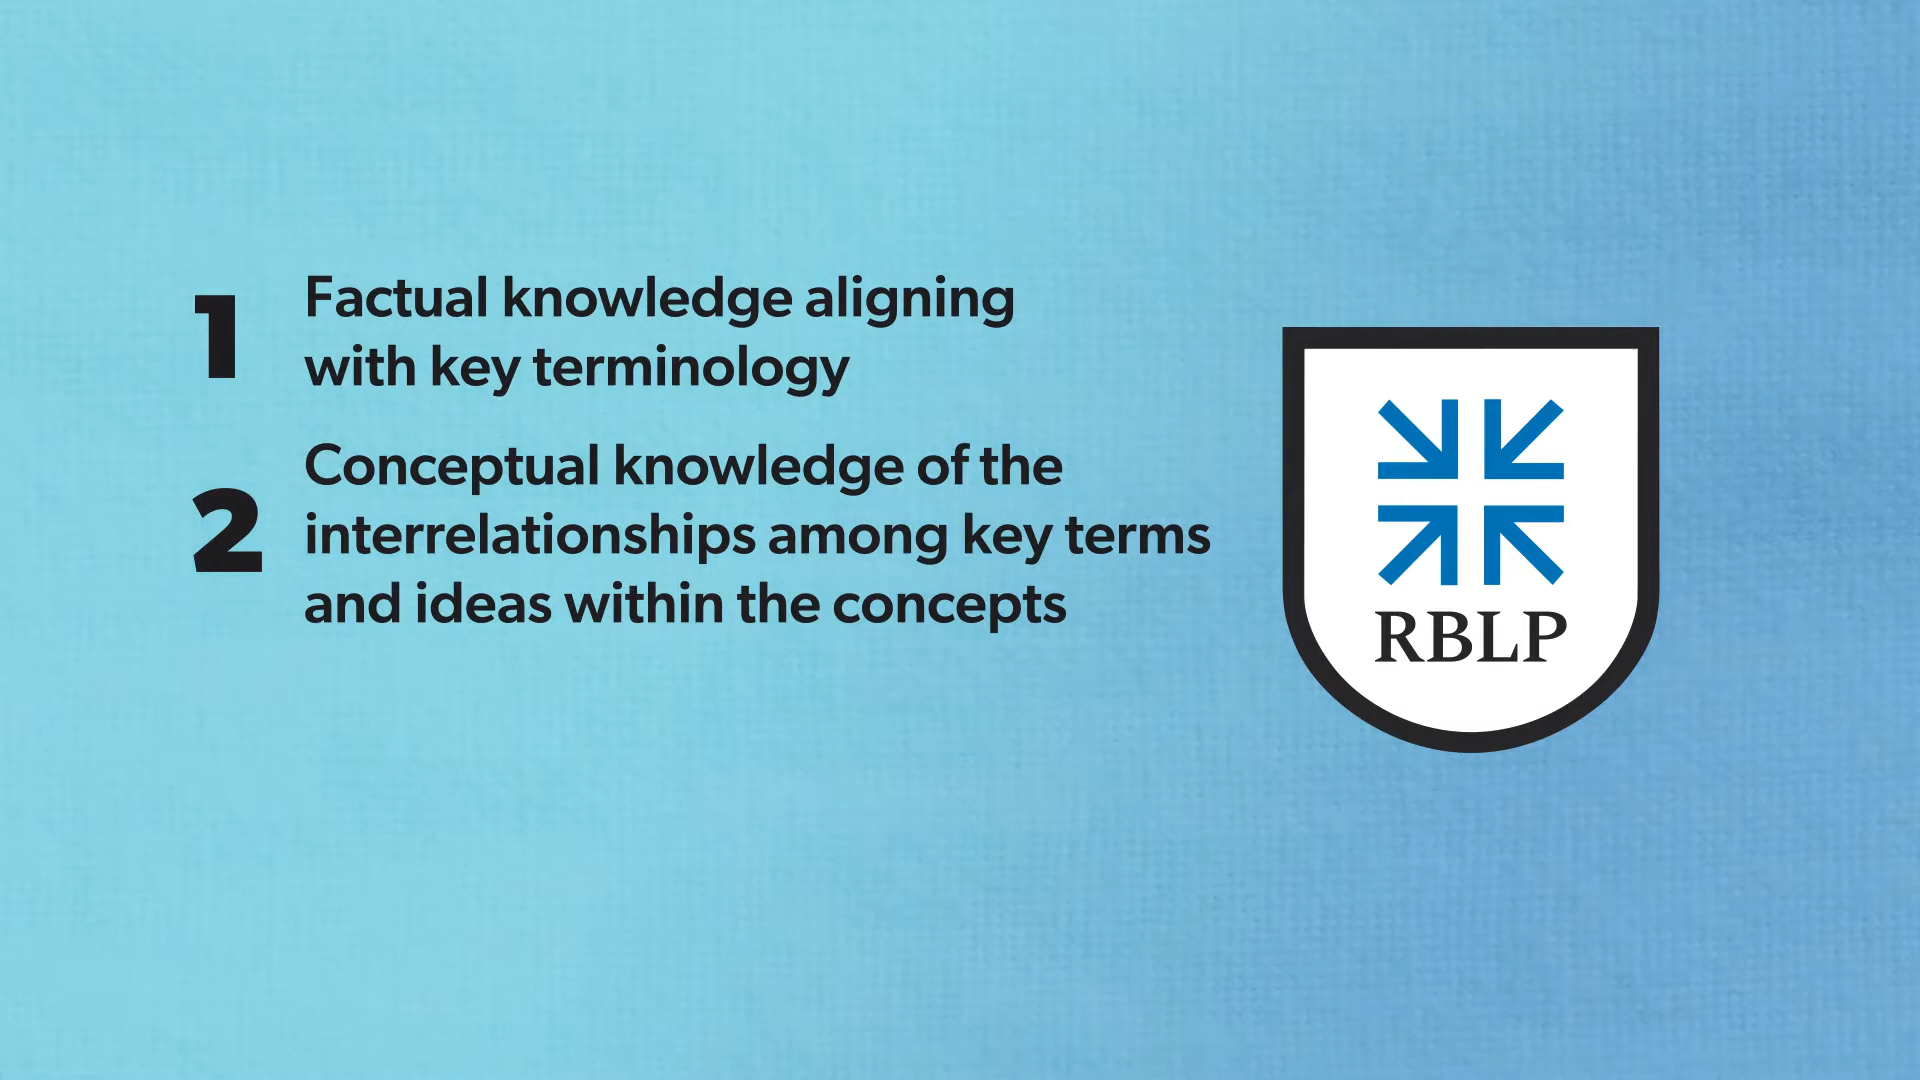 1
Factual knowledge aligning
with key terminology
2
Conceptual knowledge of the
interrelationships among key terms
and ideas within the concepts
RBLP